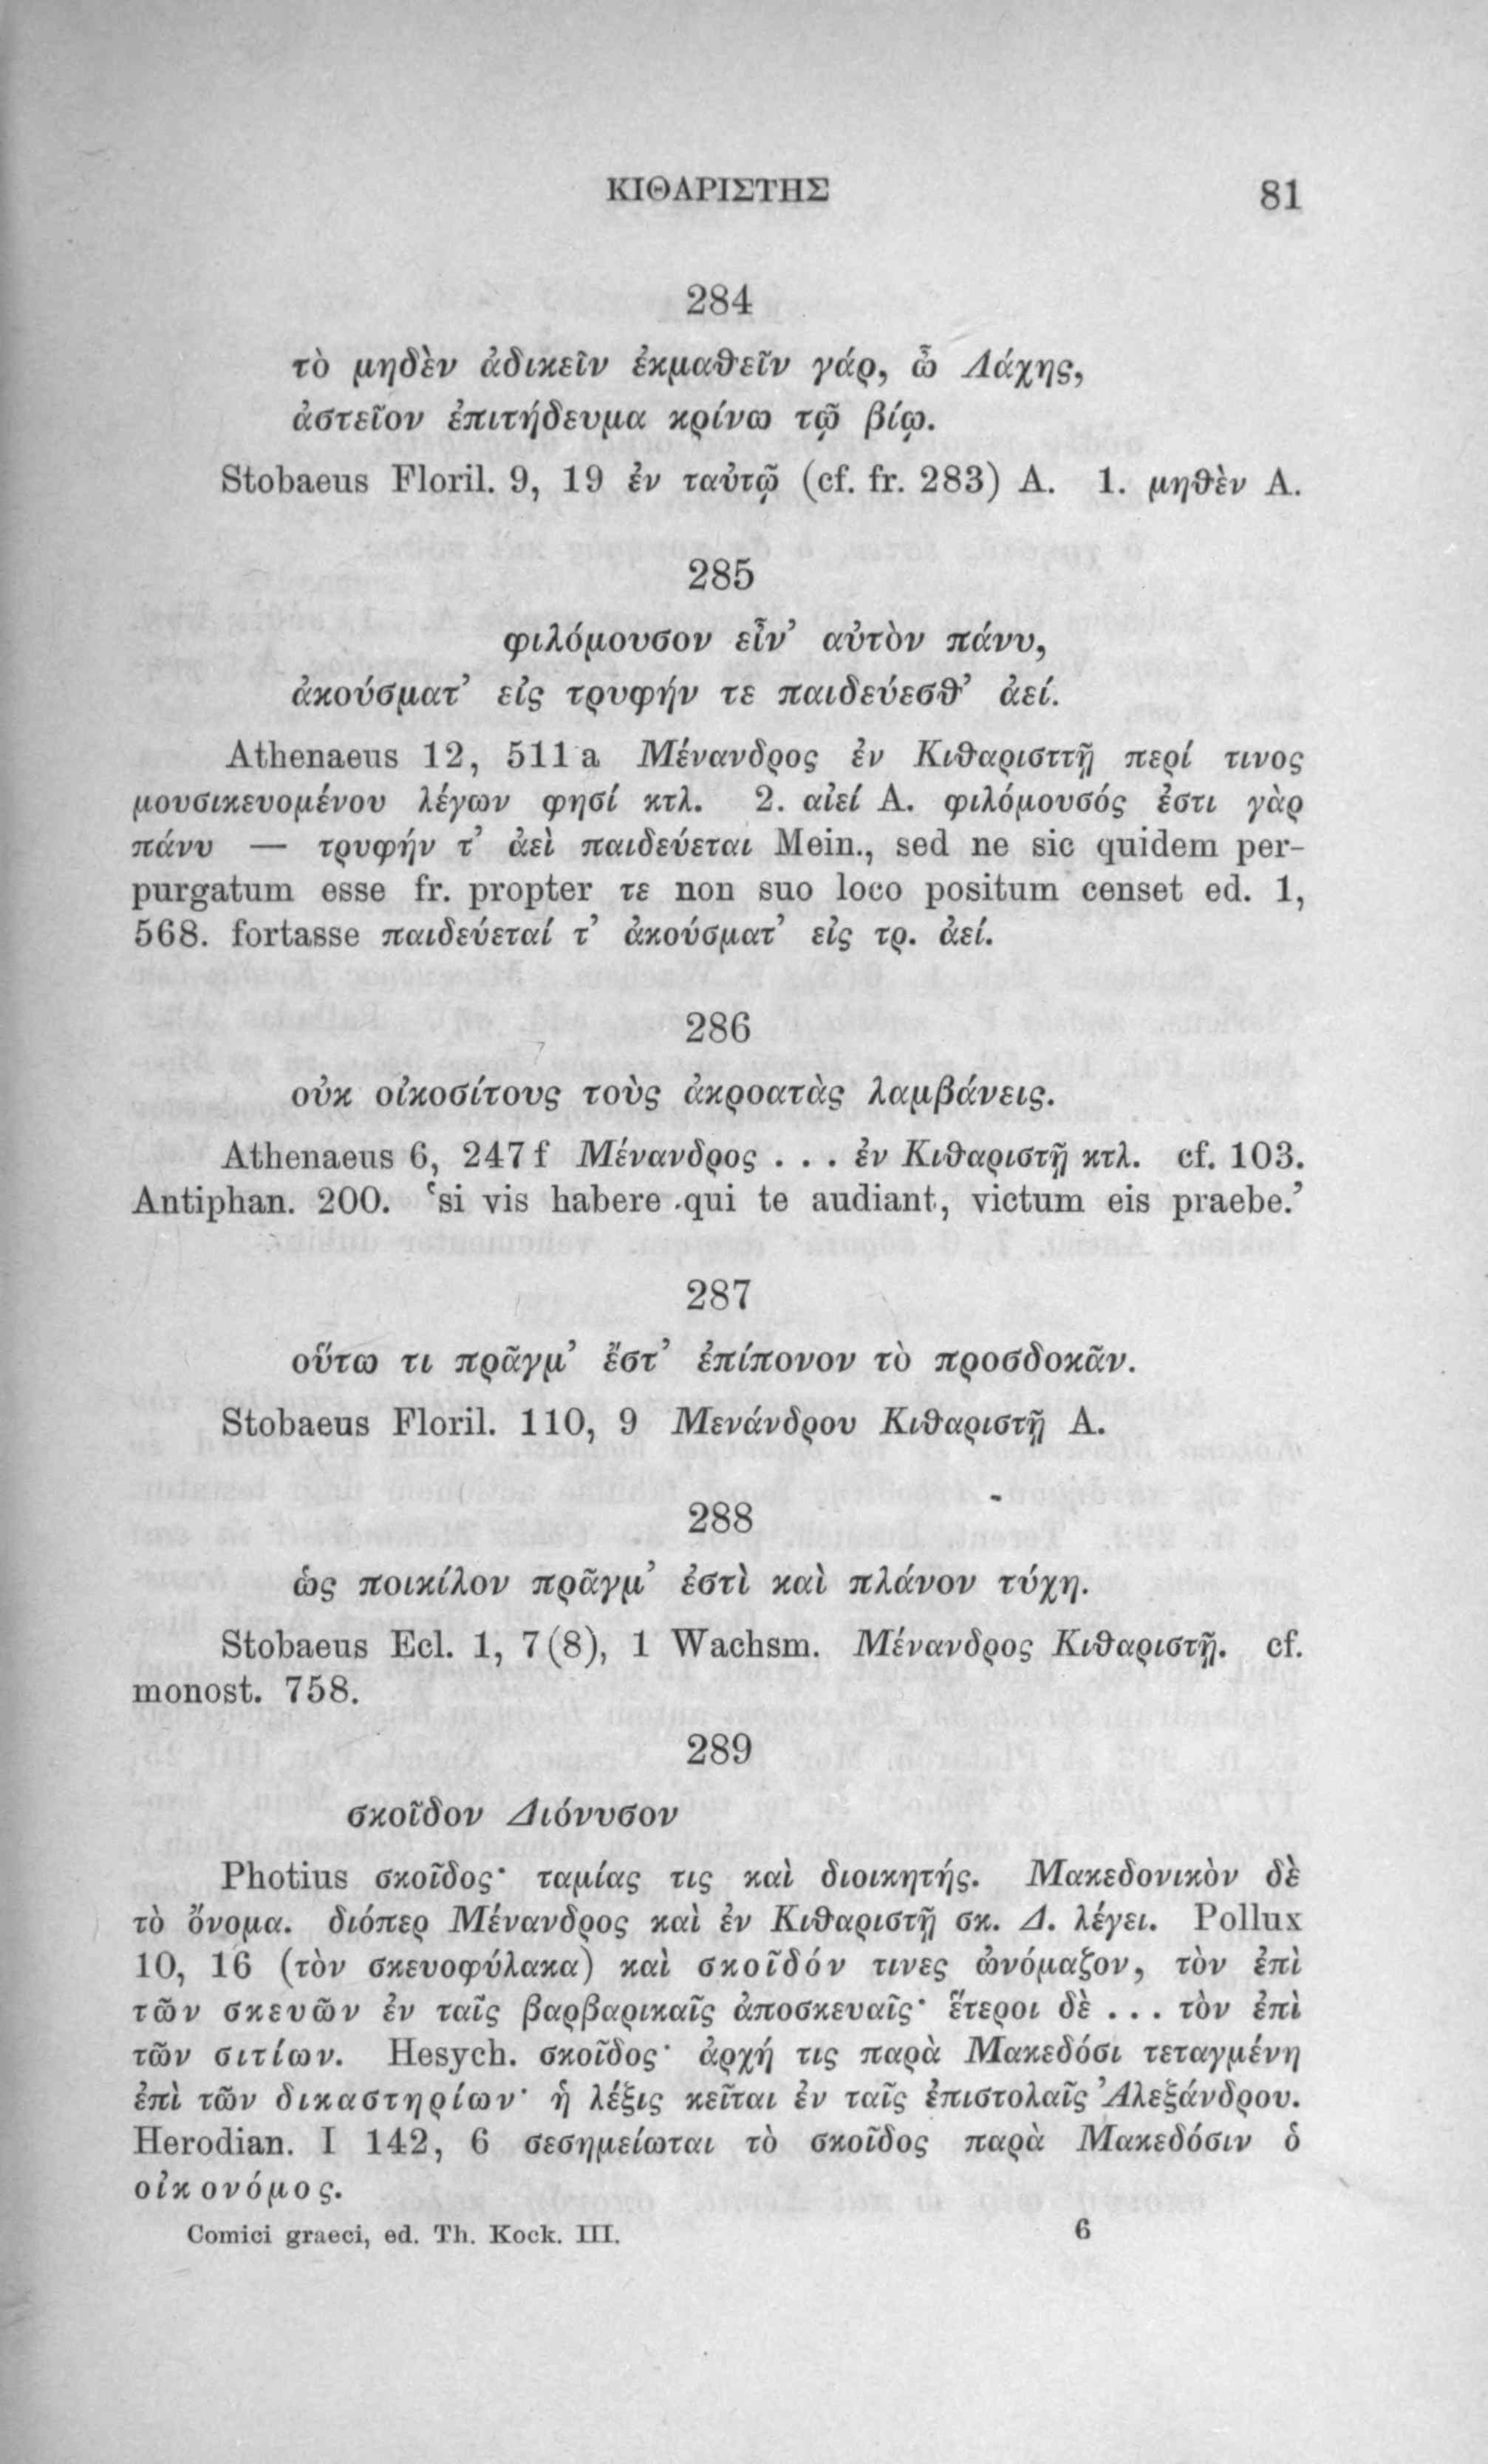 ΚΙΘΑΡΙΣΤΗΣ 81
284
τὸ μηδὲν ἀδικεῖν ἐκμαθεῖν γάρ, ὦ Λάχης,
ἀστεῖον ἐπιτήδευμα κρίνω τῷ βίῳ.
Stobaeus Floril. 9, 19 ἐν ταὐτῷ (cf. fr. 283) A. 1. μηθὲν A.
285
φιλόμουσον εἶν’ αὐτὸν πάνυ,
ἀκούσματ’ εἰς τρυφήν τε παιδεύεσθ’ ἀεί.
Athenaeus 12, 511 a Μένανδρος ἐν Κιθαρισττῇ περί τινος
μουσικευομένου λέγων φησί κτλ. 2. αἰεί A. φιλόμουσός ἐστι γὰρ
πάνυ — τρυφήν τ’ ἀεὶ παιδεύεται Mein., sed ne sic quidem per-
purgatum esse fr. propter τε non suo loco positum censet ed. 1,
568. fortasse παιδεύεταί τ’ ἀκούσματ’ εἰς τρ. ἀεί.
286
οὐκ οἰκοσίτους τοὺς ἀκροατὰς λαμβάνεις.
Athenaeus 6, 247 f Μένανδρος . . . ἐν Κιθαριστῇ κτλ. cf. 103.
Antiphan. 200. ‘si vis habere qui te audiant, victum eis praebe.’
287
οὕτω τι πρᾶγμ’ ἔστ’ ἐπίπονον τὸ προσδοκᾶν.
Stobaeus Floril. 110, 9 Μενάνδρου Κιθαριστῇ A.
288
ὡς ποικίλον πρᾶγμ’ ἐστὶ καὶ πλάνον τύχη.
Stobaeus Ecl. 1, 7 (8), 1 Wachsm. Μένανδρος Κιθαριστῇ. cf.
monost. 758.
289
σκοῖδον Διόνυσον
Photius σκοῖδος· ταμίας τις καὶ διοικητής. Μακεδονικὸν δὲ
τὸ ὄνομα. διόπερ Μένανδρος καὶ ἐν Κιθαριστῇ σκ. Δ. λέγει. Pollux
10, 16 (τὸν σκευοφύλακα) καὶ σκοῖδόν τινες ὠνόμαζον, τὸν ἐπὶ
τῶν σκευῶν ἐν ταῖς βαρβαρικαῖς ἀποσκευαῖς· ἕτεροι δὲ . . . τὸν ἐπὶ
τῶν σιτίων. Hesych. σκοῖδος· ἀρχή τις παρὰ Μακεδόσι τεταγμένη
ἐπὶ τῶν δικαστηρίων· ἡ λέξις κεῖται ἐν ταῖς ἐπιστολαῖς Ἀλεξάνδρου.
Herodian. I 142, 6 σεσημείωται τὸ σκοῖδος παρὰ Μακεδόσιν ὁ
οἰκονόμος.
Comici graeci, ed. Th. Kock. III. 6